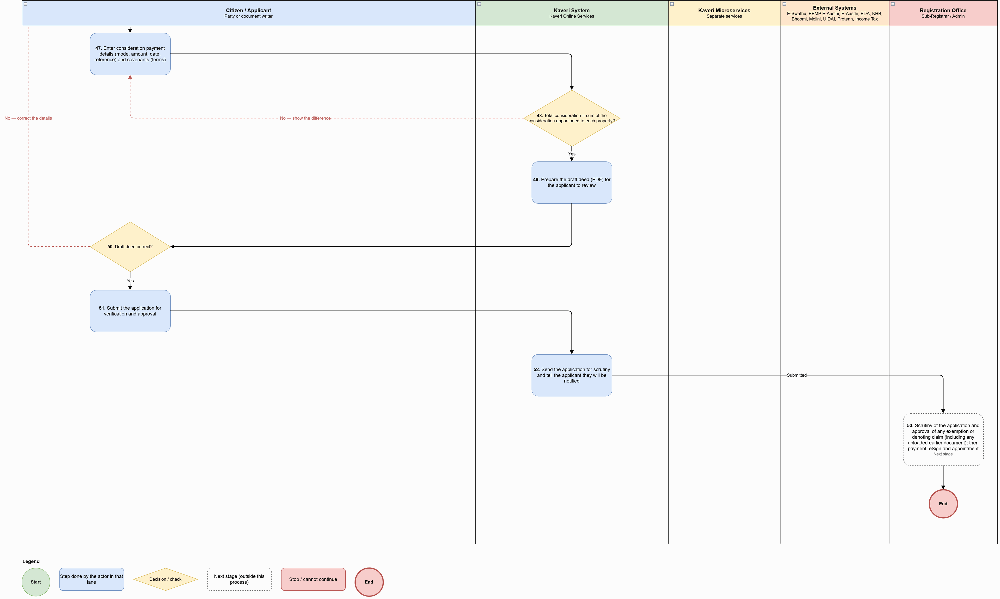 Citizen / Applicant
Party or document writer
Kaveri System
Kaveri Online Services
Kaveri Microservices
Separate services
External Systems
E-Swathu, BBMP E-Aasthi, E-Aasthi, BDA, KHB,
Bhoomi, Mojini, UIDAI, Protean, Income Tax
Registration Office
Sub-Registrar / Admin
47. Enter consideration payment
details (mode, amount, date,
reference) and covenants (terms)
No — correct the details
No — show the difference
48. Total consideration = sum of the
consideration apportioned to each property?
Yes
49. Prepare the draft deed (PDF) for
the applicant to review
50. Draft deed correct?
Yes
51. Submit the application for
verification and approval
52. Send the application for scrutiny
and tell the applicant they will be
notified
Submitted
53. Scrutiny of the application and
approval of any exemption or
denoting claim (including any
uploaded earlier document); then
payment, eSign and appointment
Next stage
End
Legend
Start
Step done by the actor in that
lane
Decision / check
Next stage (outside this
process)
Stop / cannot continue
End